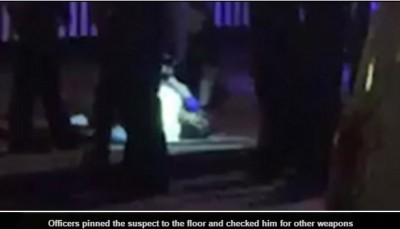 Officers pinned the suspect to the floor and checked him for other weapons